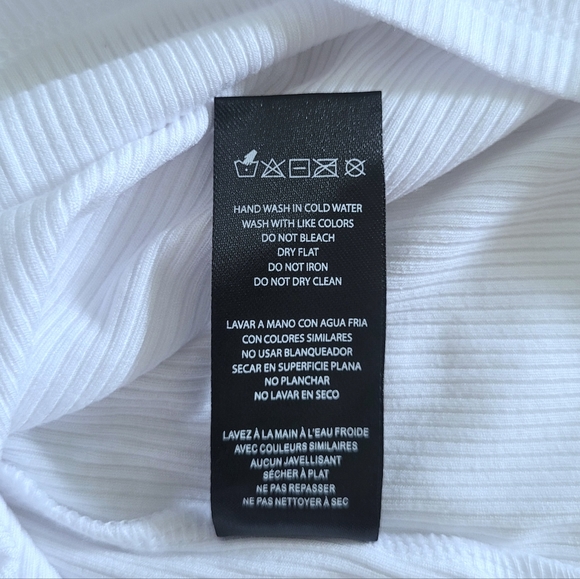 HAND WASH IN COLD WATER
WASH WITH LIKE COLORS
DO NOT BLEACH
DRY FLAT
DO NOT IRON
DO NOT DRY CLEAN
LAVAR A MANO CON AGUA FRIA
CON COLORES SIMILARES
NO USAR BLANQUEADOR
SECAR EN SUPERFICIE PLANA
NO PLANCHAR
NO LAVAR EN SECO
LAVEZ À LA MAIN À L'EAU FROIDE
AVEC COULEURS SIMILAIRES
AUCUN JAVELLISANT
SÉCHER À PLAT
NE PAS REPASSER
NE PAS NETTOYER À SEC